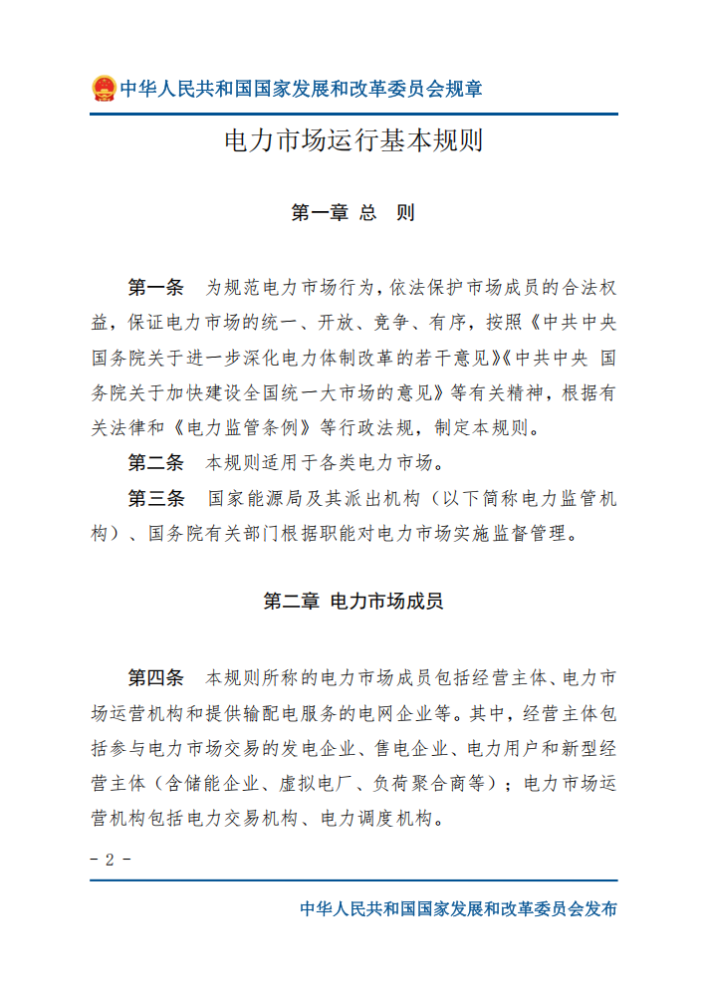 中华人民共和国国家发展和改革委员会规章
电力市场运行基本规则
第一章 总　则
第一条　为规范电力市场行为，依法保护市场成员的合法权
益，保证电力市场的统一、开放、竞争、有序，按照《中共中央
国务院关于进一步深化电力体制改革的若干意见》《中共中央 国
务院关于加快建设全国统一大市场的意见》等有关精神，根据有
关法律和《电力监管条例》等行政法规，制定本规则。
第二条　本规则适用于各类电力市场。
第三条　国家能源局及其派出机构（以下简称电力监管机
构）、国务院有关部门根据职能对电力市场实施监督管理。
第二章 电力市场成员
第四条　本规则所称的电力市场成员包括经营主体、电力市
场运营机构和提供输配电服务的电网企业等。其中，经营主体包
括参与电力市场交易的发电企业、售电企业、电力用户和新型经
营主体（含储能企业、虚拟电厂、负荷聚合商等）；电力市场运
营机构包括电力交易机构、电力调度机构。
- 2 -
中华人民共和国国家发展和改革委员会发布